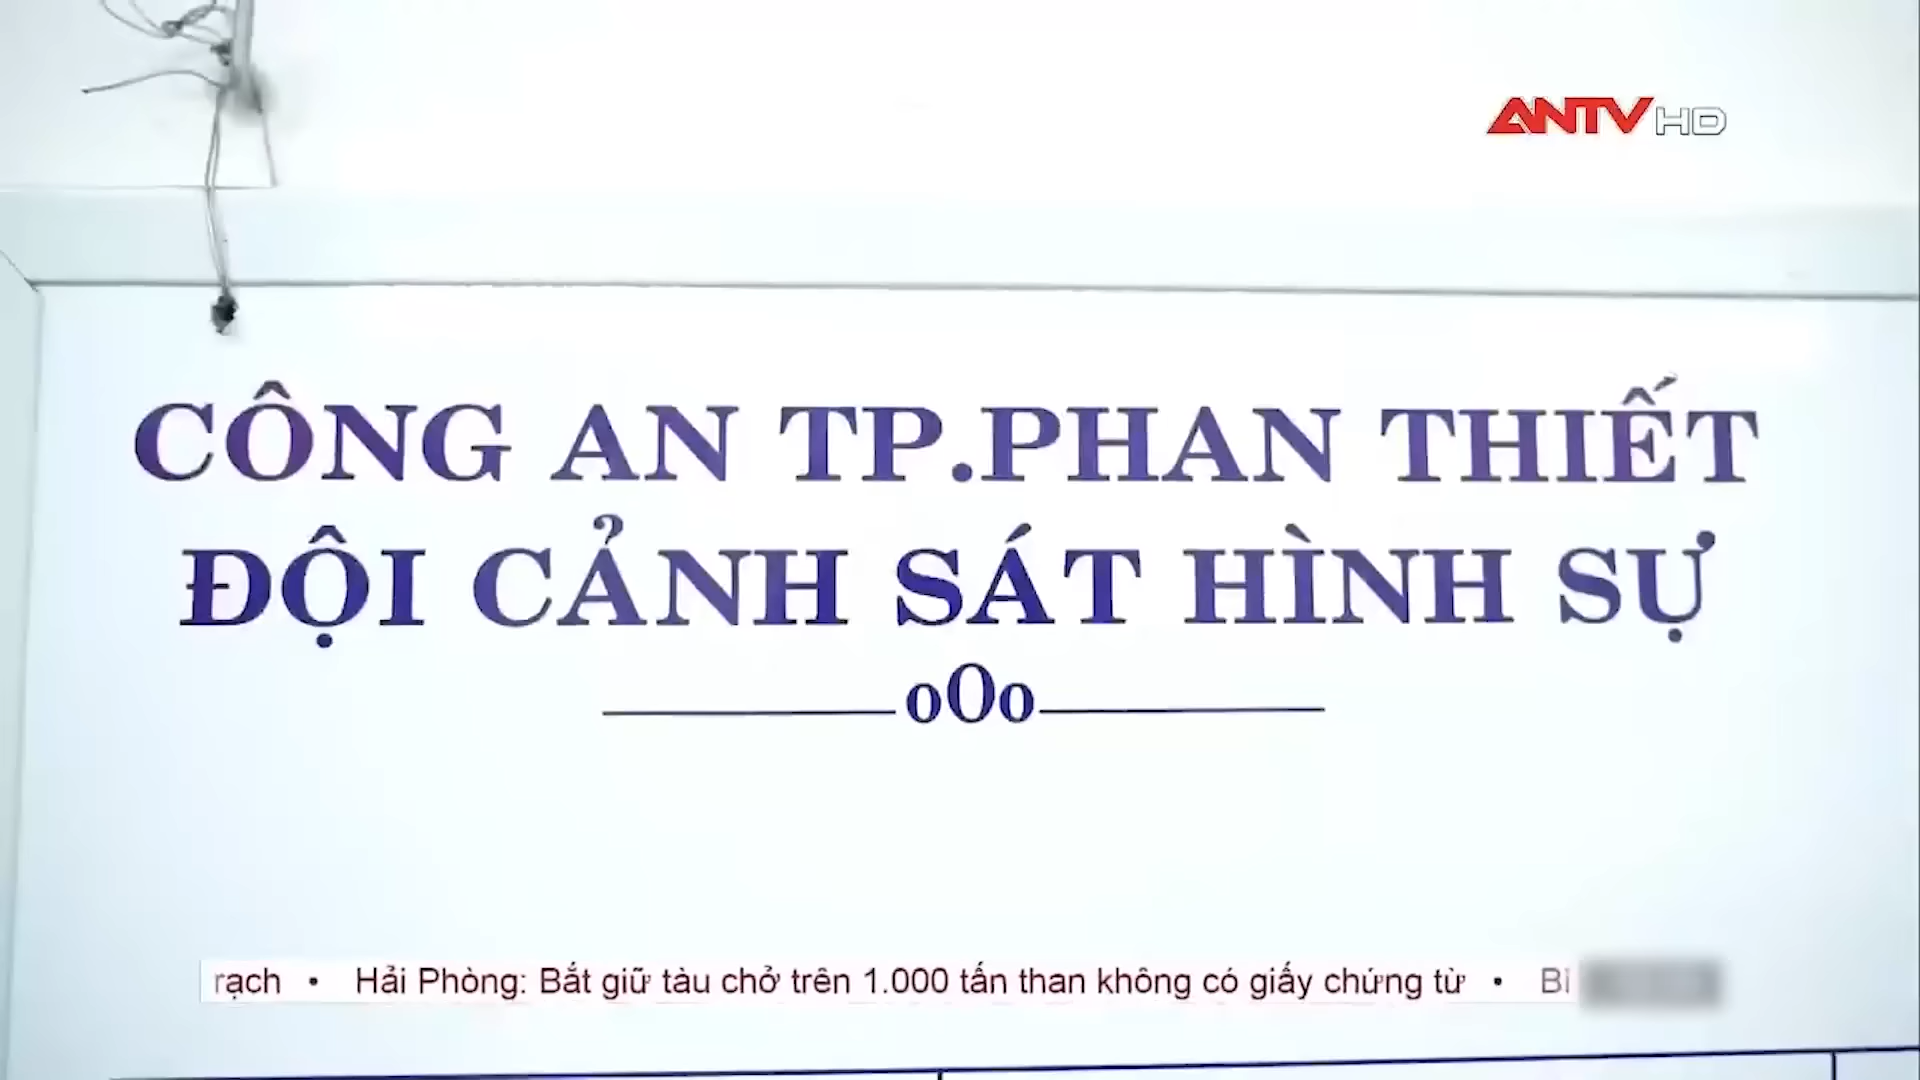 ANTV HD
CÔNG AN TP.PHAN THIẾT
ĐỘI CẢNH SÁT HÌNH SỰ
oOo
rạch • Hải Phòng: Bắt giữ tàu chở trên 1.000 tấn than không có giấy chứng từ •